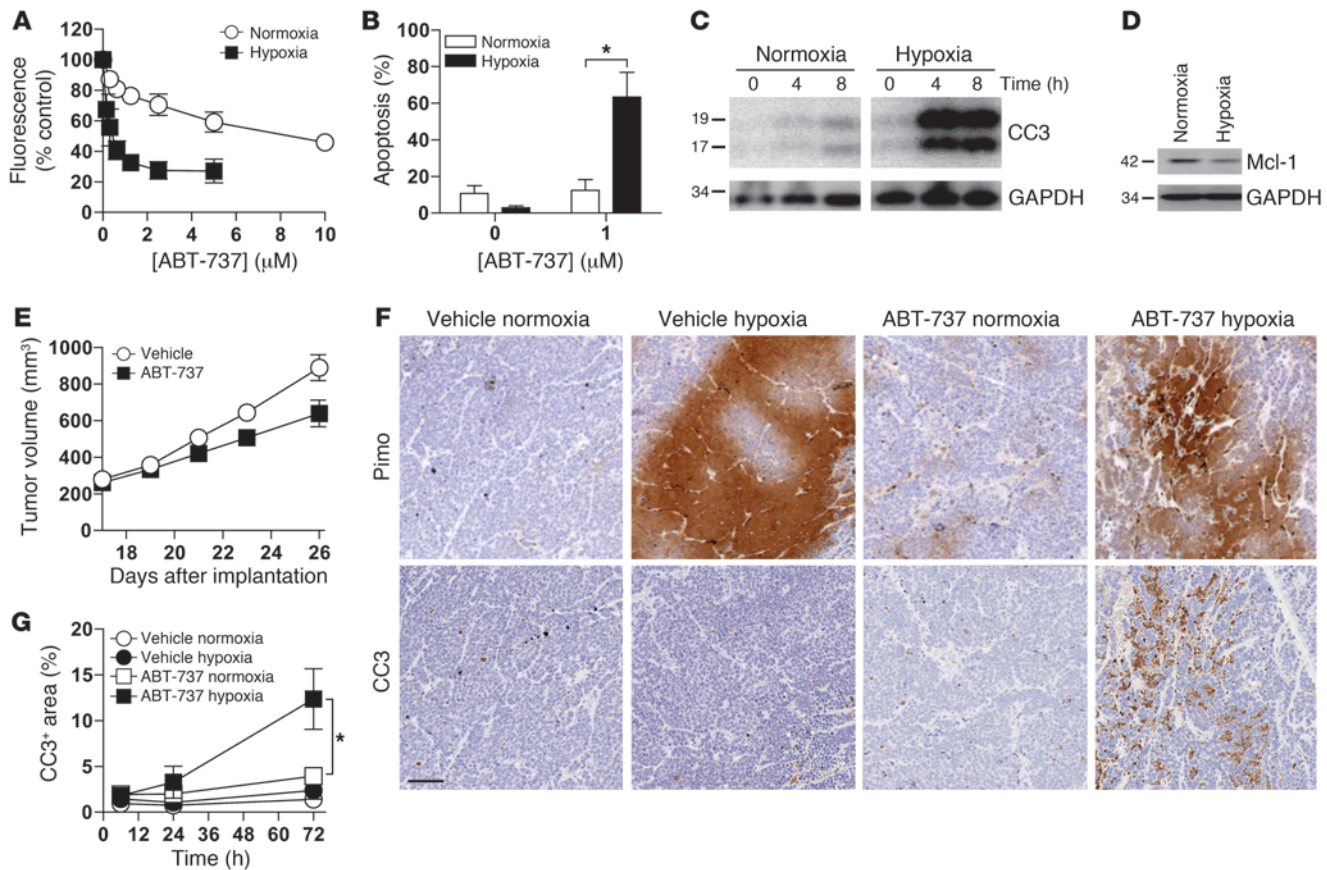 A
120
100
80
60
40
20
0
Fluorescence
(% control)
Normoxia
Hypoxia
0 2 4 6 8 10
[ABT-737] (μM)
B
100
80
60
40
20
0
Apoptosis (%)
Normoxia
Hypoxia
*
0 1
[ABT-737] (μM)
C
Normoxia Hypoxia
0 4 8 0 4 8 Time (h)
19
17
CC3
34
GAPDH
D
Normoxia
Hypoxia
42 Mcl-1
34 GAPDH
E
1000
800
600
400
200
0
Tumor volume (mm³)
Vehicle
ABT-737
18 20 22 24 26
Days after implantation
F
Vehicle normoxia Vehicle hypoxia ABT-737 normoxia ABT-737 hypoxia
Pimo
CC3
G
20
15
10
5
0
CC3⁺ area (%)
Vehicle normoxia
Vehicle hypoxia
ABT-737 normoxia
ABT-737 hypoxia
*
0 12 24 36 48 60 72
Time (h)